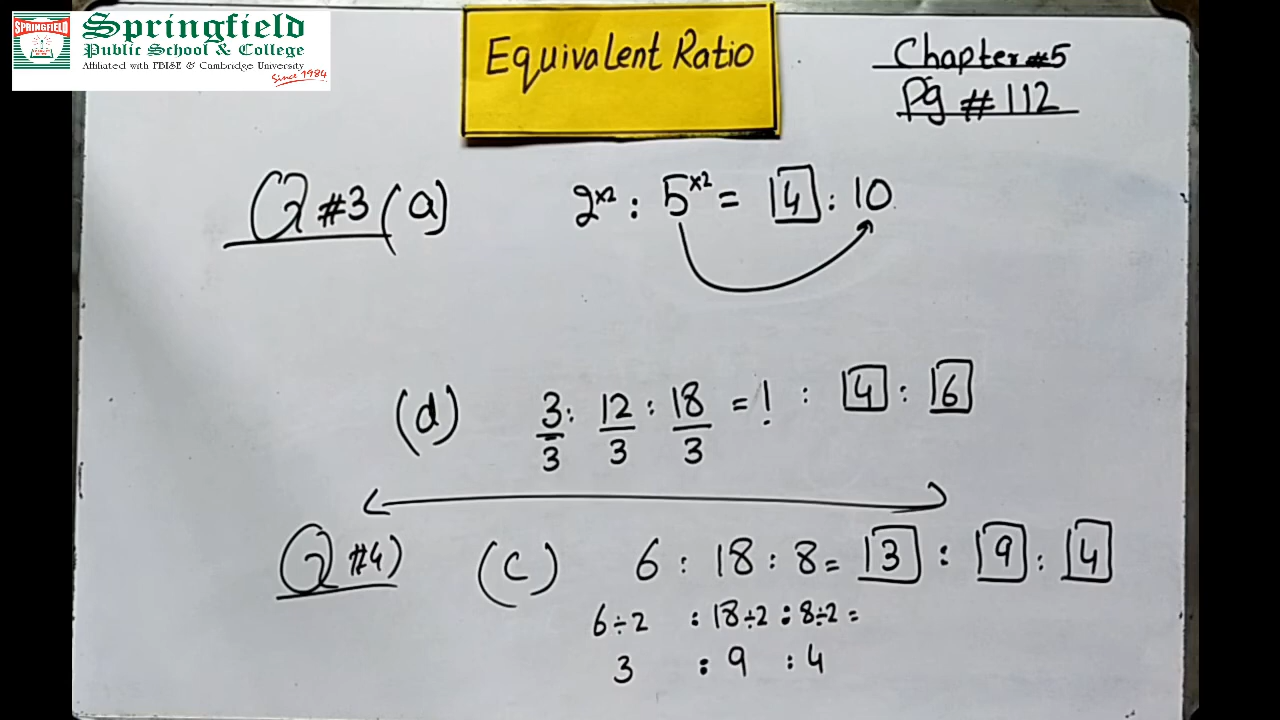 SPRINGFIELD
Springfield
Public School & College
Affiliated with FBISE & Cambridge University
Since 1984
Equivalent Ratio
Chapter #5
Pg # 112
Q #3 (a) 2×2 : 5×2 = 4 : 10
(d) 3/3 : 12/3 : 18/3 = ! : 4 : 6
Q #4) (c) 6 : 18 : 8 = 3 : 9 : 4
6÷2 : 18÷2 : 8÷2 =
3 : 9 : 4